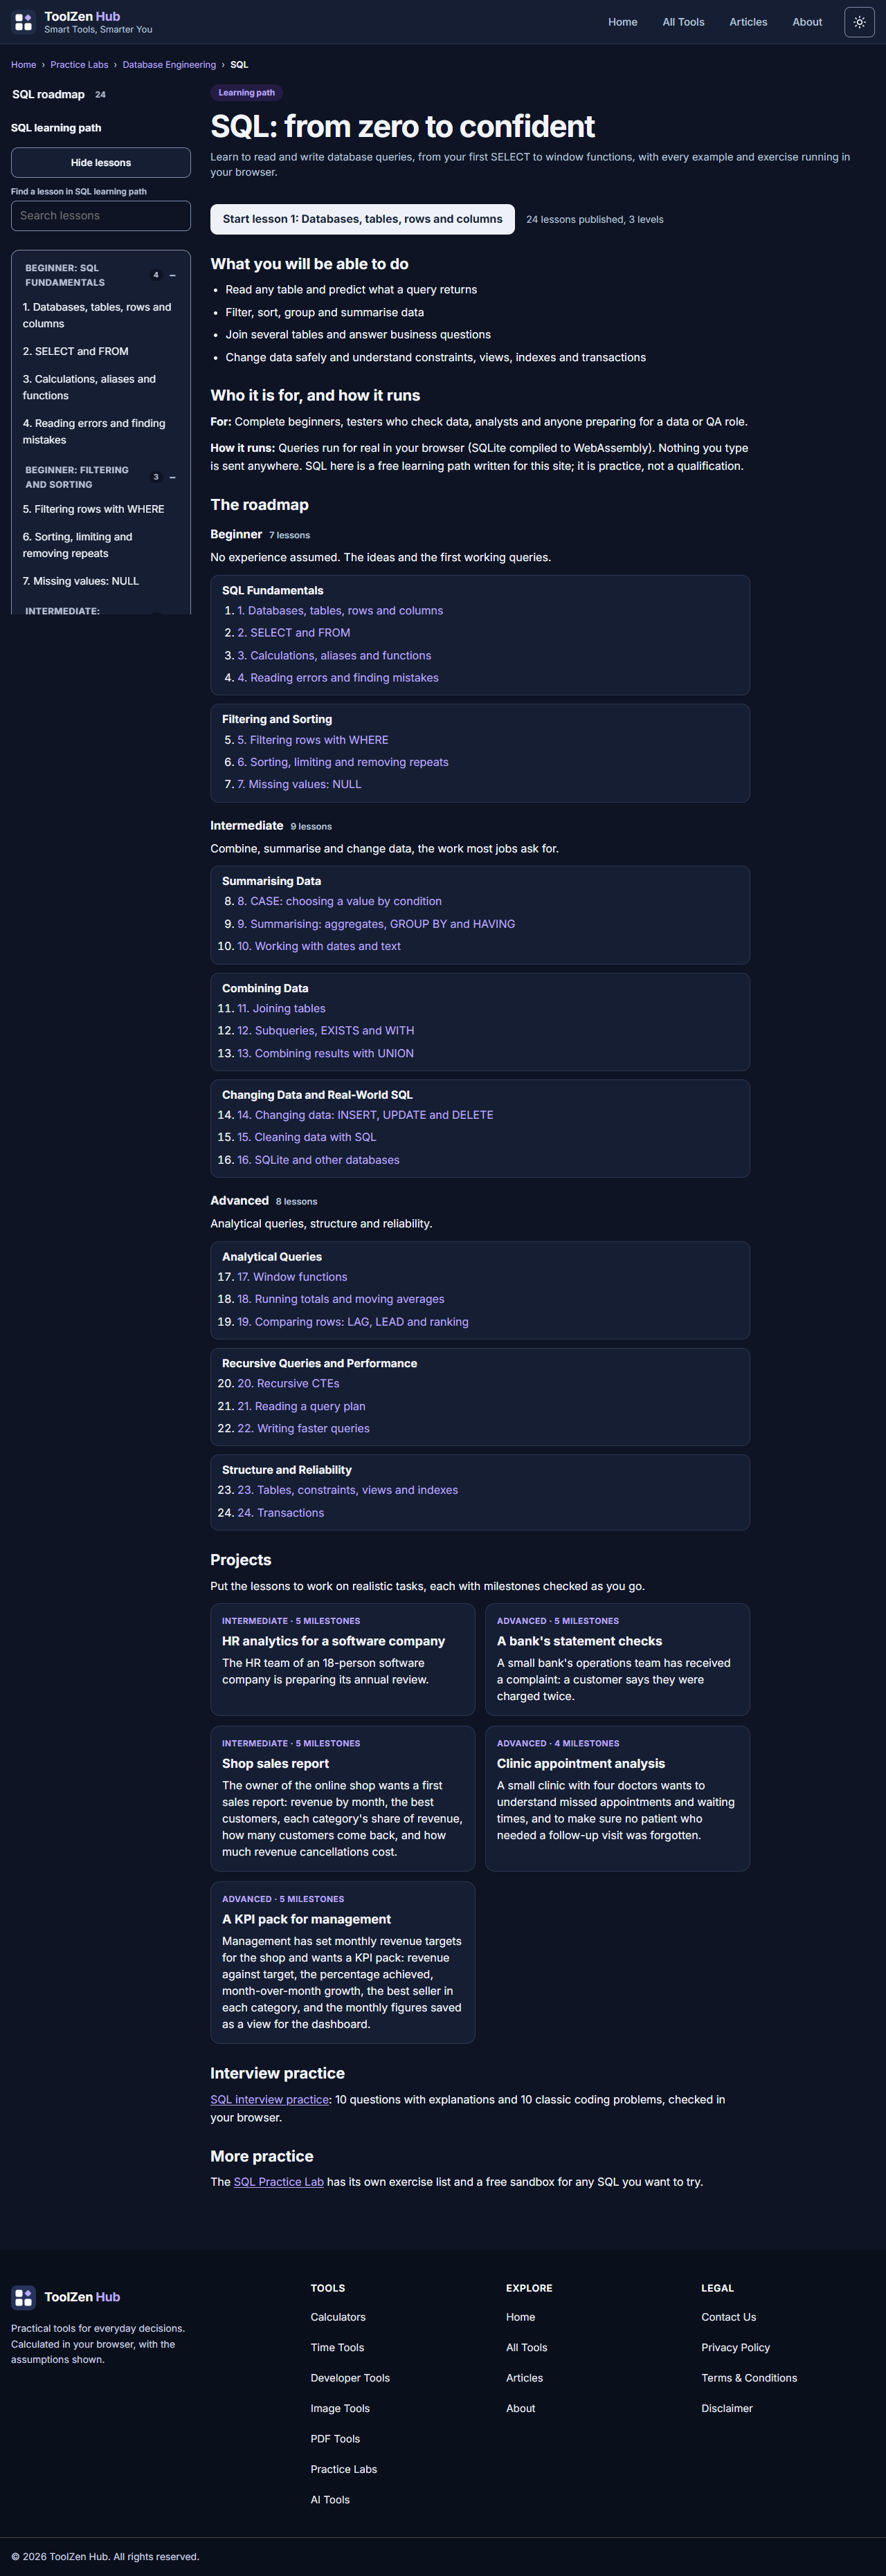 ToolZen Hub
Smart Tools, Smarter You
Home
All Tools
Articles
About
Home › Practice Labs › Database Engineering › SQL
SQL roadmap 24
SQL learning path
Hide lessons
Find a lesson in SQL learning path
Search lessons
BEGINNER: SQL
FUNDAMENTALS
4 –
1. Databases, tables, rows and
columns
2. SELECT and FROM
3. Calculations, aliases and
functions
4. Reading errors and finding
mistakes
BEGINNER: FILTERING
AND SORTING
3 –
5. Filtering rows with WHERE
6. Sorting, limiting and
removing repeats
7. Missing values: NULL
INTERMEDIATE:
Learning path
SQL: from zero to confident
Learn to read and write database queries, from your first SELECT to window functions, with every example and exercise running in
your browser.
Start lesson 1: Databases, tables, rows and columns
24 lessons published, 3 levels
What you will be able to do
• Read any table and predict what a query returns
• Filter, sort, group and summarise data
• Join several tables and answer business questions
• Change data safely and understand constraints, views, indexes and transactions
Who it is for, and how it runs
For: Complete beginners, testers who check data, analysts and anyone preparing for a data or QA role.
How it runs: Queries run for real in your browser (SQLite compiled to WebAssembly). Nothing you type
is sent anywhere. SQL here is a free learning path written for this site; it is practice, not a qualification.
The roadmap
Beginner 7 lessons
No experience assumed. The ideas and the first working queries.
SQL Fundamentals
1. 1. Databases, tables, rows and columns
2. 2. SELECT and FROM
3. 3. Calculations, aliases and functions
4. 4. Reading errors and finding mistakes
Filtering and Sorting
5. 5. Filtering rows with WHERE
6. 6. Sorting, limiting and removing repeats
7. 7. Missing values: NULL
Intermediate 9 lessons
Combine, summarise and change data, the work most jobs ask for.
Summarising Data
8. 8. CASE: choosing a value by condition
9. 9. Summarising: aggregates, GROUP BY and HAVING
10. 10. Working with dates and text
Combining Data
11. 11. Joining tables
12. 12. Subqueries, EXISTS and WITH
13. 13. Combining results with UNION
Changing Data and Real-World SQL
14. 14. Changing data: INSERT, UPDATE and DELETE
15. 15. Cleaning data with SQL
16. 16. SQLite and other databases
Advanced 8 lessons
Analytical queries, structure and reliability.
Analytical Queries
17. 17. Window functions
18. 18. Running totals and moving averages
19. 19. Comparing rows: LAG, LEAD and ranking
Recursive Queries and Performance
20. 20. Recursive CTEs
21. 21. Reading a query plan
22. 22. Writing faster queries
Structure and Reliability
23. 23. Tables, constraints, views and indexes
24. 24. Transactions
Projects
Put the lessons to work on realistic tasks, each with milestones checked as you go.
INTERMEDIATE · 5 MILESTONES
HR analytics for a software company
The HR team of an 18-person software
company is preparing its annual review.
ADVANCED · 5 MILESTONES
A bank's statement checks
A small bank's operations team has received
a complaint: a customer says they were
charged twice.
INTERMEDIATE · 5 MILESTONES
Shop sales report
The owner of the online shop wants a first
sales report: revenue by month, the best
customers, each category's share of revenue,
how many customers come back, and how
much revenue cancellations cost.
ADVANCED · 4 MILESTONES
Clinic appointment analysis
A small clinic with four doctors wants to
understand missed appointments and waiting
times, and to make sure no patient who
needed a follow-up visit was forgotten.
ADVANCED · 5 MILESTONES
A KPI pack for management
Management has set monthly revenue targets
for the shop and wants a KPI pack: revenue
against target, the percentage achieved,
month-over-month growth, the best seller in
each category, and the monthly figures saved
as a view for the dashboard.
Interview practice
SQL interview practice: 10 questions with explanations and 10 classic coding problems, checked in
your browser.
More practice
The SQL Practice Lab has its own exercise list and a free sandbox for any SQL you want to try.
ToolZen Hub
Practical tools for everyday decisions.
Calculated in your browser, with the
assumptions shown.
TOOLS
Calculators
Time Tools
Developer Tools
Image Tools
PDF Tools
Practice Labs
AI Tools
EXPLORE
Home
All Tools
Articles
About
LEGAL
Contact Us
Privacy Policy
Terms & Conditions
Disclaimer
© 2026 ToolZen Hub. All rights reserved.